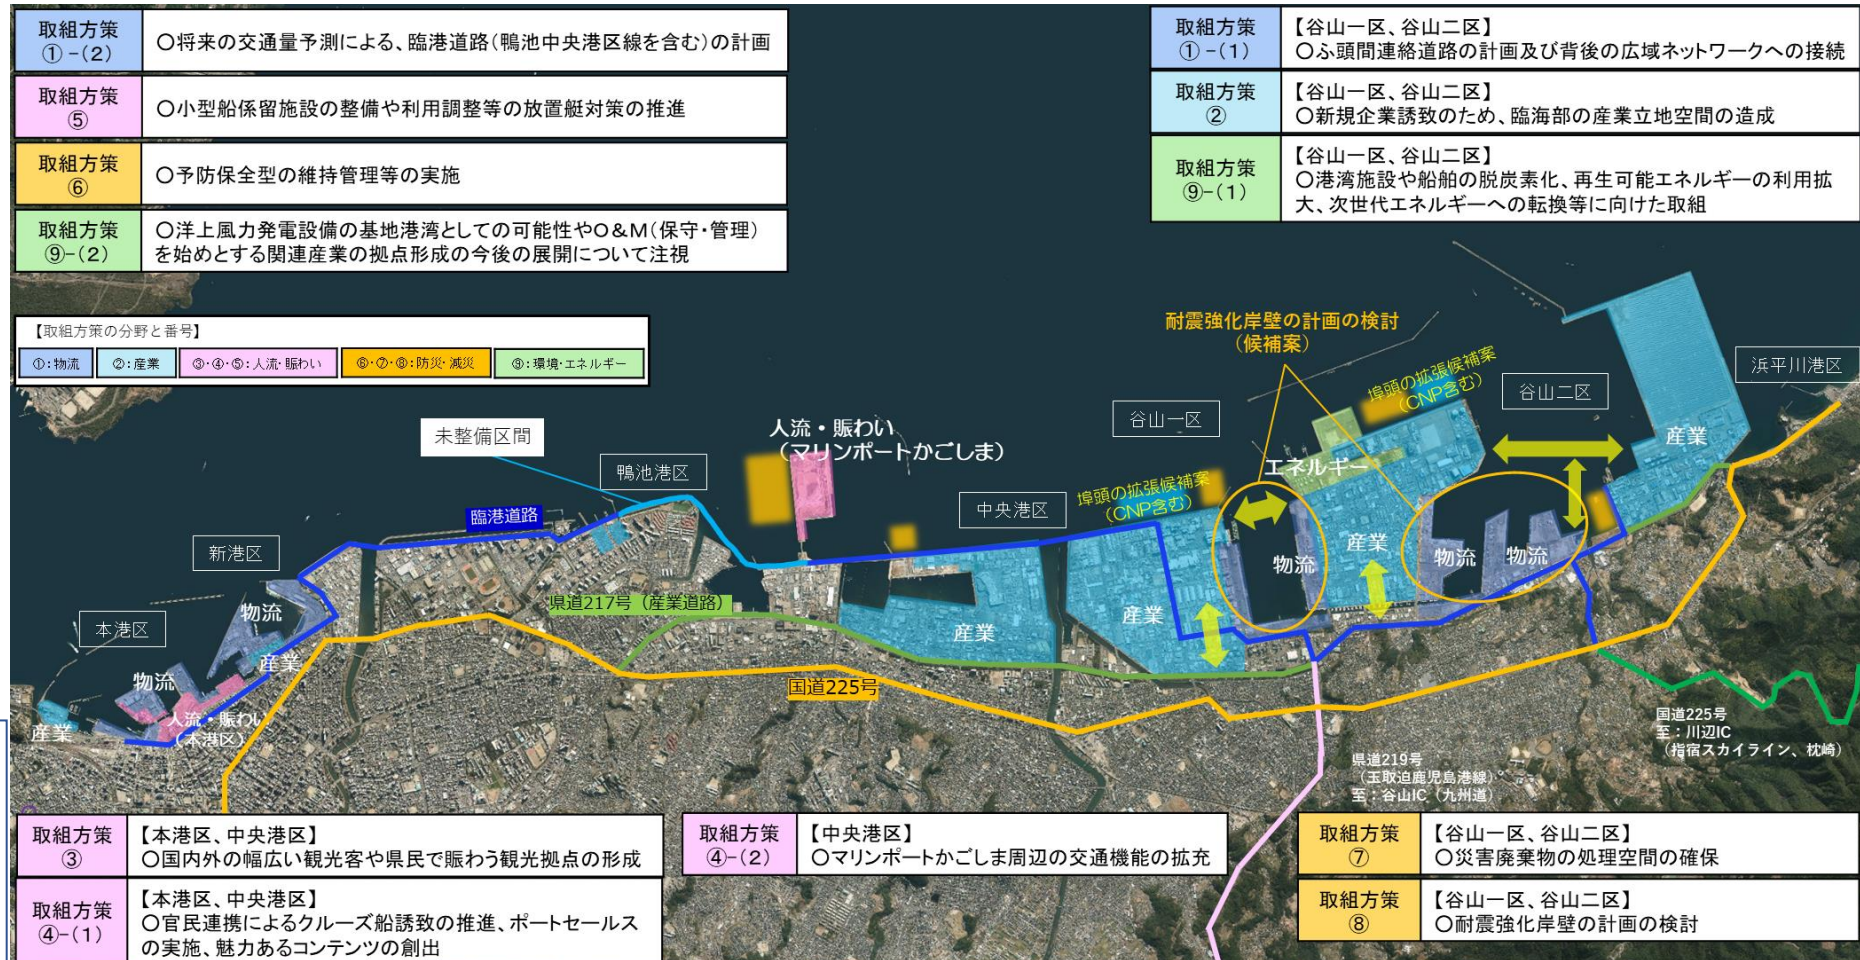 取組方策
①-(2)
〇将来の交通量予測による、臨港道路(鴨池中央港区線を含む)の計画
取組方策
⑤
〇小型船係留施設の整備や利用調整等の放置艇対策の推進
取組方策
⑥
〇予防保全型の維持管理等の実施
取組方策
⑨-(2)
〇洋上風力発電設備の基地港湾としての可能性やO&M(保守・管理)
を始めとする関連産業の拠点形成の今後の展開について注視
取組方策
①-(1)
【谷山一区、谷山二区】
〇ふ頭間連絡道路の計画及び背後の広域ネットワークへの接続
取組方策
②
【谷山一区、谷山二区】
〇新規企業誘致のため、臨海部の産業立地空間の造成
取組方策
⑨-(1)
【谷山一区、谷山二区】
〇港湾施設や船舶の脱炭素化、再生可能エネルギーの利用拡
大、次世代エネルギーへの転換等に向けた取組
【取組方策の分野と番号】
①:物流
②:産業
③・④・⑤:人流・賑わい
⑥・⑦・⑧:防災・減災
⑨:環境・エネルギー
耐震強化岸壁の計画の検討
(候補案)
埠頭の拡張候補案
(CNP含む)
浜平川港区
谷山二区
谷山一区
未整備区間
人流・賑わい
(マリンポートかごしま)
鴨池港区
エネルギー
産業
埠頭の拡張候補案
(CNP含む)
中央港区
臨港道路
新港区
物流
産業
物流
物流
県道217号(産業道路)
物流
本港区
産業
産業
産業
物流
国道225号
人流・賑わい
(本港区)
産業
国道225号
至:川辺IC
(指宿スカイライン、枕崎)
県道219号
(玉取迫鹿児島港線)
至:谷山IC(九州道)
取組方策
③
【本港区、中央港区】
〇国内外の幅広い観光客や県民で賑わう観光拠点の形成
取組方策
④-(1)
【本港区、中央港区】
〇官民連携によるクルーズ船誘致の推進、ポートセールス
の実施、魅力あるコンテンツの創出
取組方策
④-(2)
【中央港区】
〇マリンポートかごしま周辺の交通機能の拡充
取組方策
⑦
【谷山一区、谷山二区】
〇災害廃棄物の処理空間の確保
取組方策
⑧
【谷山一区、谷山二区】
〇耐震強化岸壁の計画の検討